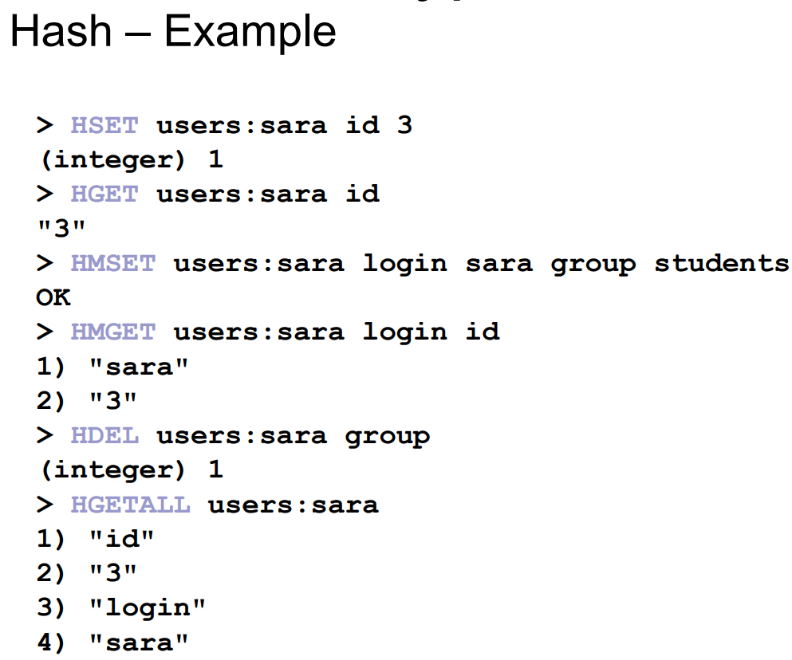 Hash – Example
> HSET users:sara id 3
(integer) 1
> HGET users:sara id
"3"
> HMSET users:sara login sara group students
OK
> HMGET users:sara login id
1) "sara"
2) "3"
> HDEL users:sara group
(integer) 1
> HGETALL users:sara
1) "id"
2) "3"
3) "login"
4) "sara"